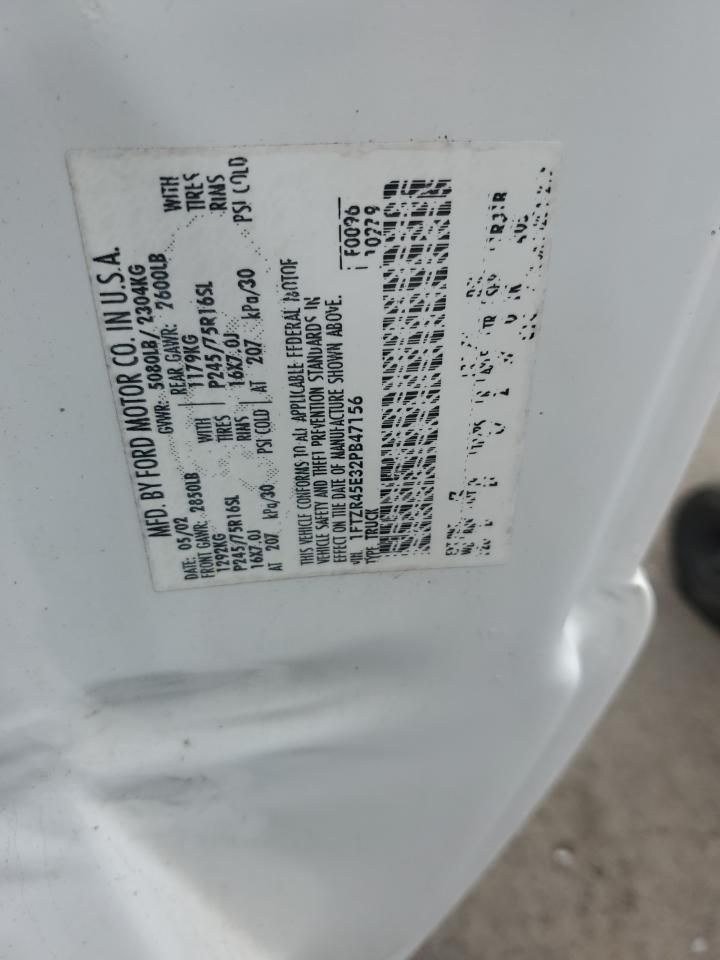 MFD. BY FORD MOTOR CO. IN U.S.A.
DATE: 05/02 GVWR: 5080LB / 2304KG
FRONT GAWR: 2850LB REAR GAWR: 2600LB
1292KG WITH 1179KG WITH
P245/75R16SL TIRES P245/75R16SL TIRES
16X7.0J RIMS 16X7.0J RIMS
AT 207 kPa/30 PSI COLD AT 207 kPa/30 PSI COLD
THIS VEHICLE CONFORMS TO ALL APPLICABLE FEDERAL MOTOR
VEHICLE SAFETY AND THEFT PREVENTION STANDARDS IN
EFFECT ON THE DATE OF MANUFACTURE SHOWN ABOVE.
VIN: 1FTZR45E32PB47156 F0096
TYPE: TRUCK 10279